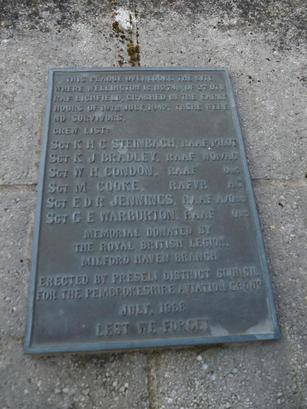 THIS PLAQUE OVERLOOKS THE SITE
WHERE WELLINGTON OF 27 OTU
RAF LICHFIELD, CRASHED IN THE EARLY
HOURS OF THERE WERE
NO SURVIVORS.
CREW LIST:
SGT K H C STEINBACH, RAAF PILOT
SGT K J BRADLEY, RAAF
SGT W H CONDON, RAAF
SGT M COOKE, RAFVR
SGT E D R JENNINGS, RAAF
SGT C E WARBURTON, RAAF
MEMORIAL DONATED BY
THE ROYAL BRITISH LEGION,
MILFORD HAVEN BRANCH
ERECTED BY PRESELI DISTRICT COUNCIL
FOR THE PEMBROKESHIRE AVIATION GROUP
JULY,
LEST WE FORGET